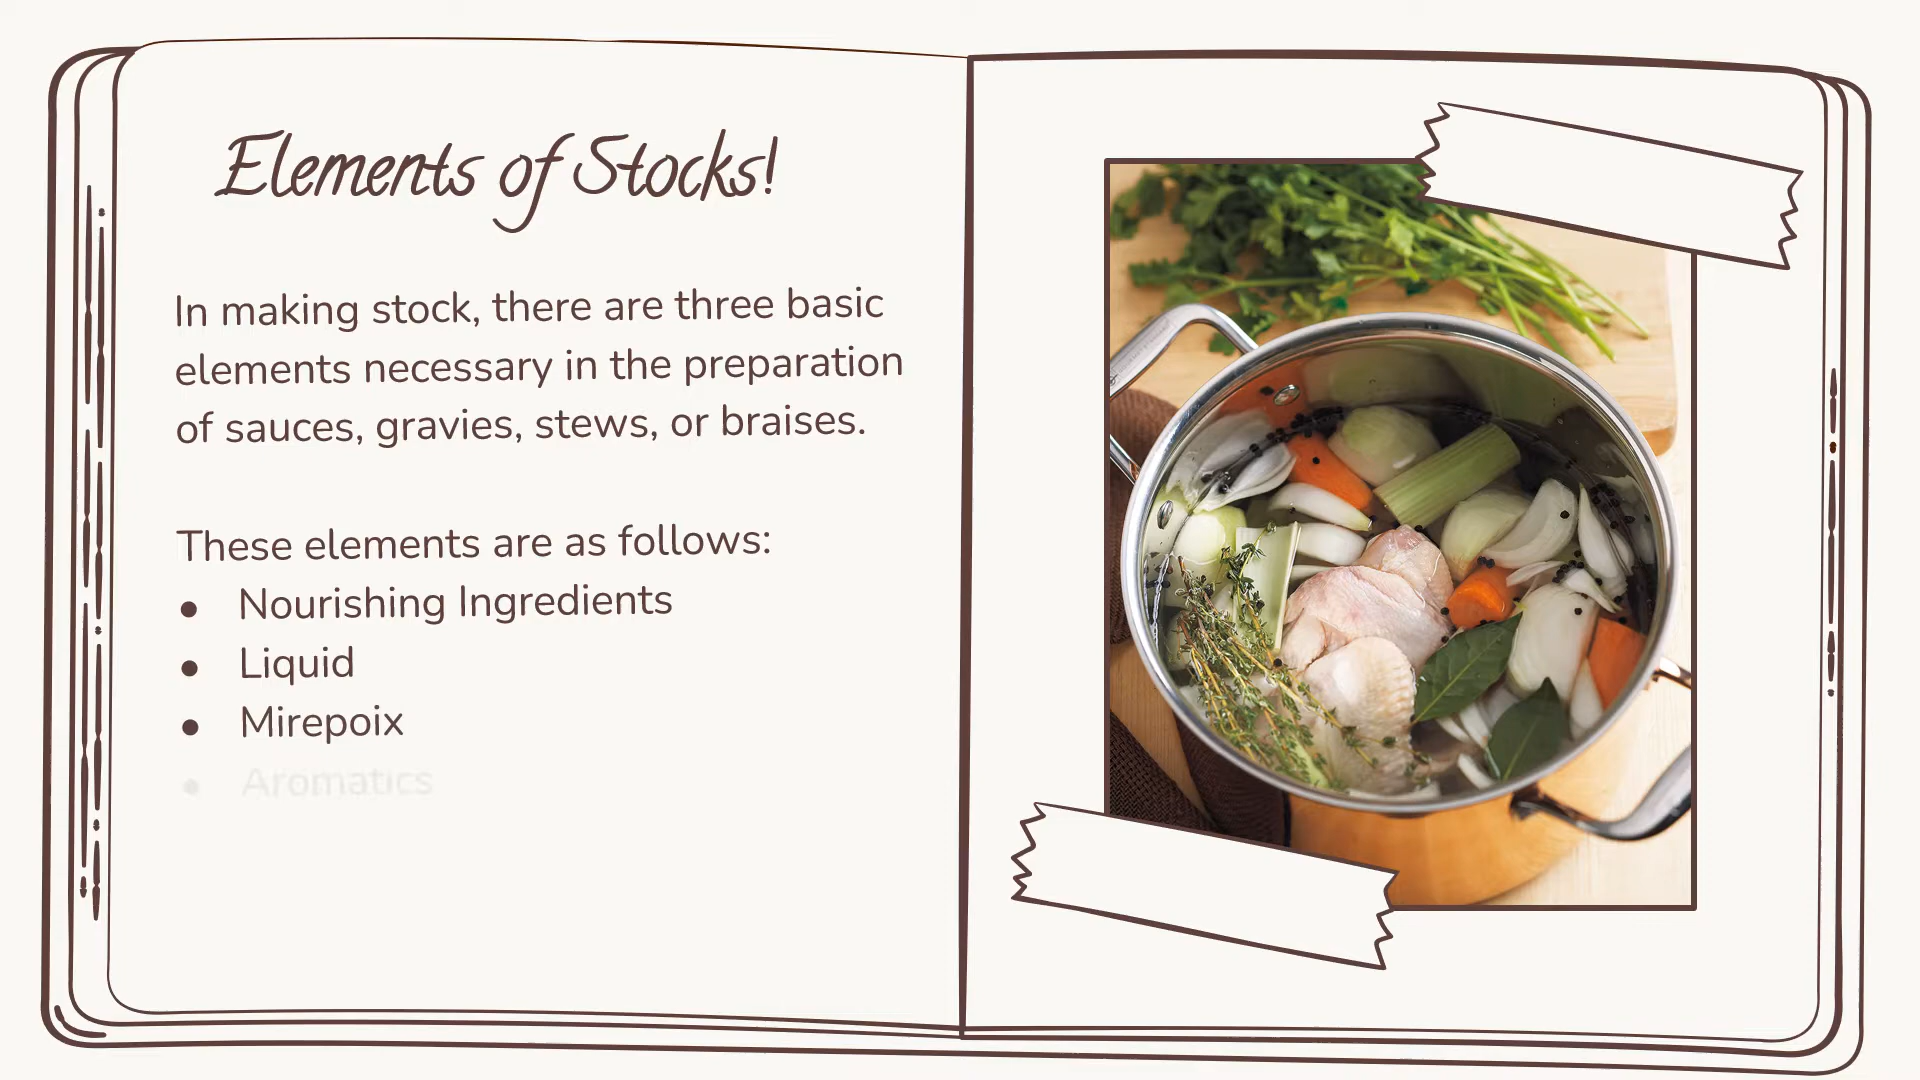 Elements of Stocks!
In making stock, there are three basic
elements necessary in the preparation
of sauces, gravies, stews, or braises.
These elements are as follows:
● Nourishing Ingredients
● Liquid
● Mirepoix
● Aromatics